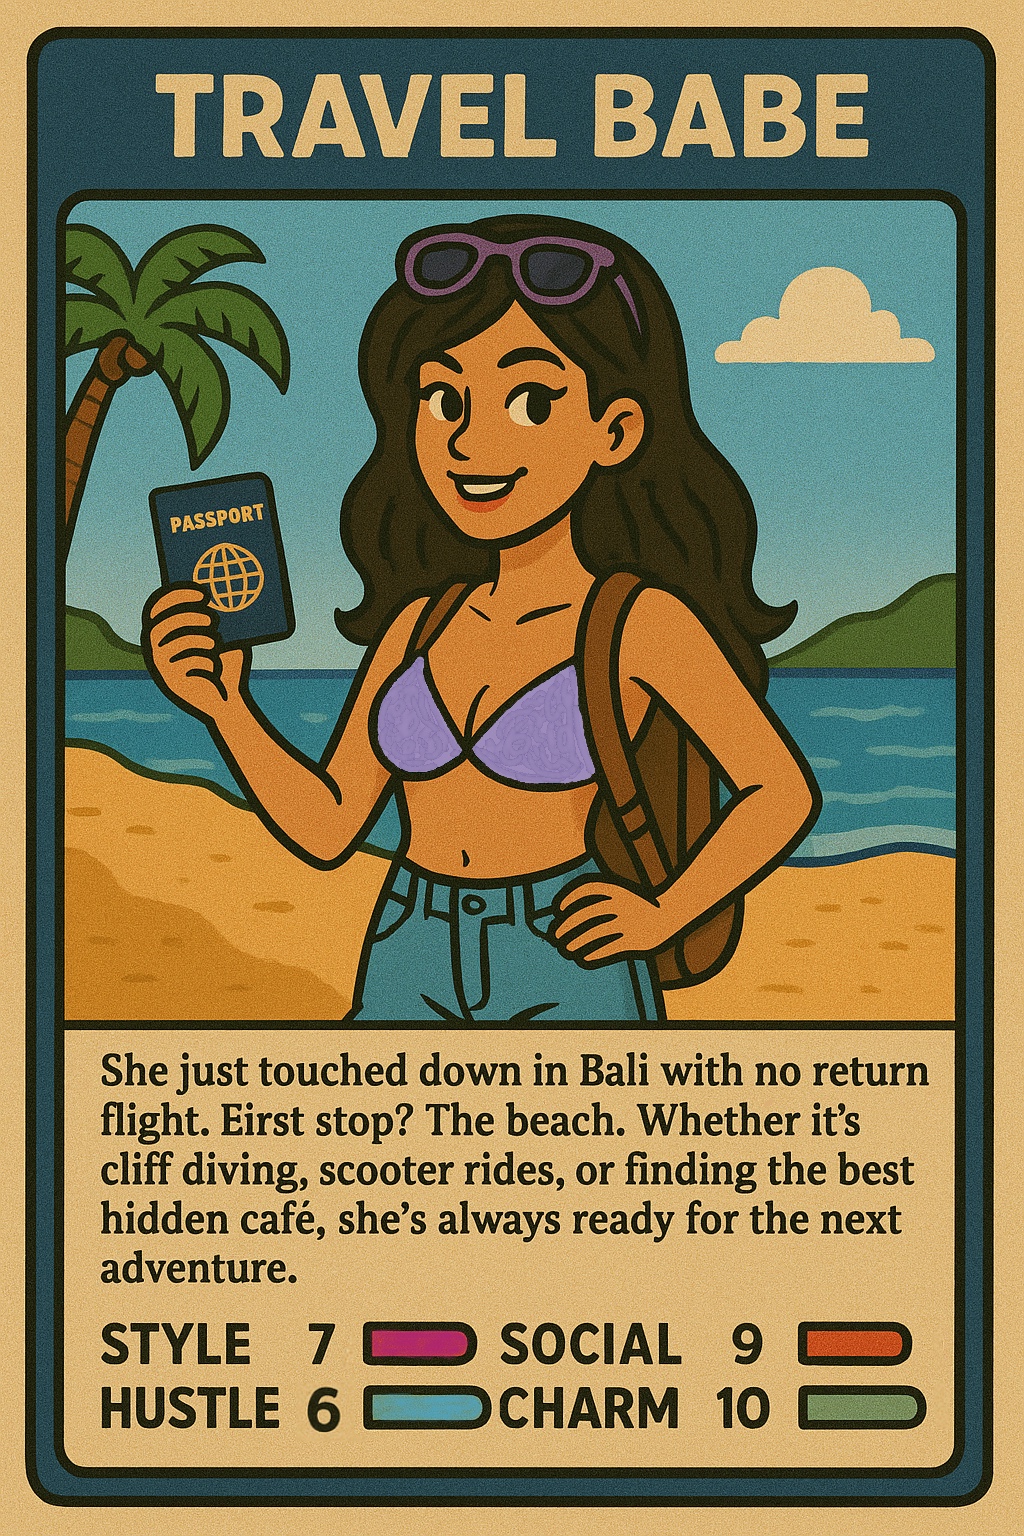 TRAVEL BABE
PASSPORT
She just touched down in Bali with no return
flight. Eirst stop? The beach. Whether it’s
cliff diving, scooter rides, or finding the best
hidden café, she’s always ready for the next
adventure.
STYLE 7 SOCIAL 9
HUSTLE 6 CHARM 10